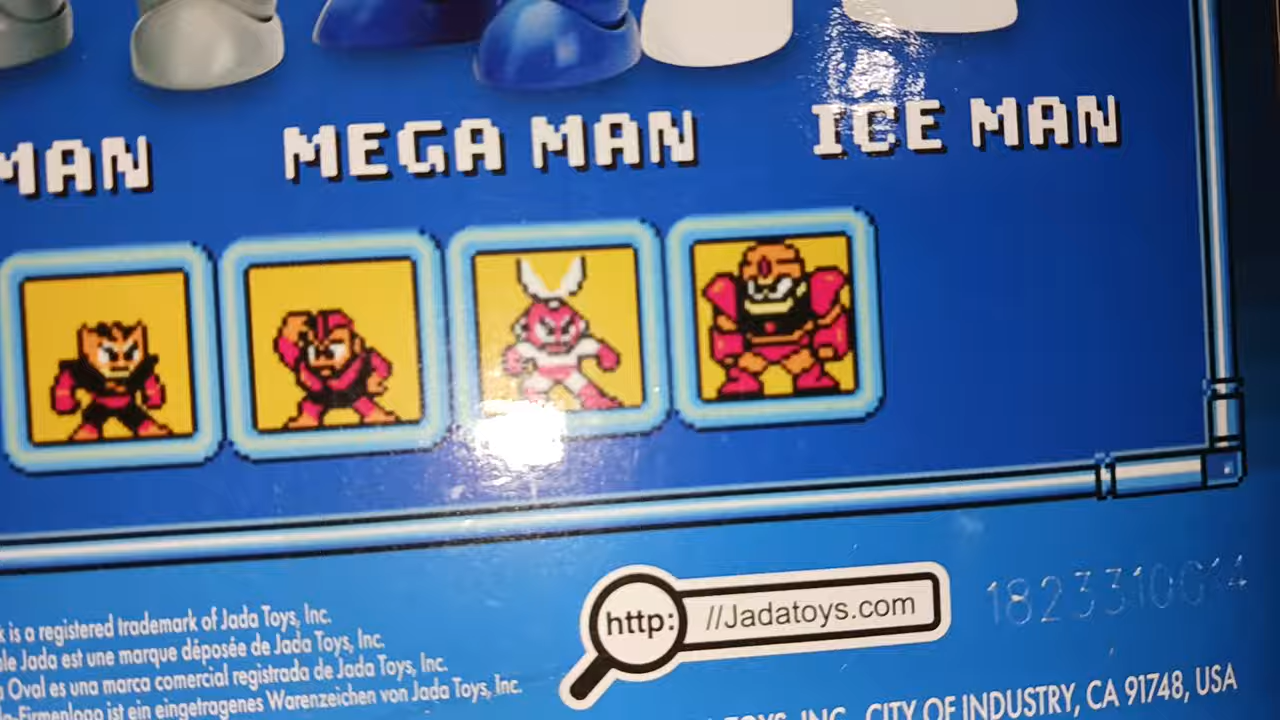 MAN MEGA MAN ICE MAN
is a registered trademark of Jada Toys, Inc.
Jada est une marque déposée de Jada Toys, Inc.
Oval es una marca comercial registrada de Jada Toys, Inc.
ist ein eingetragenes Warenzeichen von Jada Toys, Inc.
http: //Jadatoys.com
TOYS, INC., CITY OF INDUSTRY, CA 91748, USA